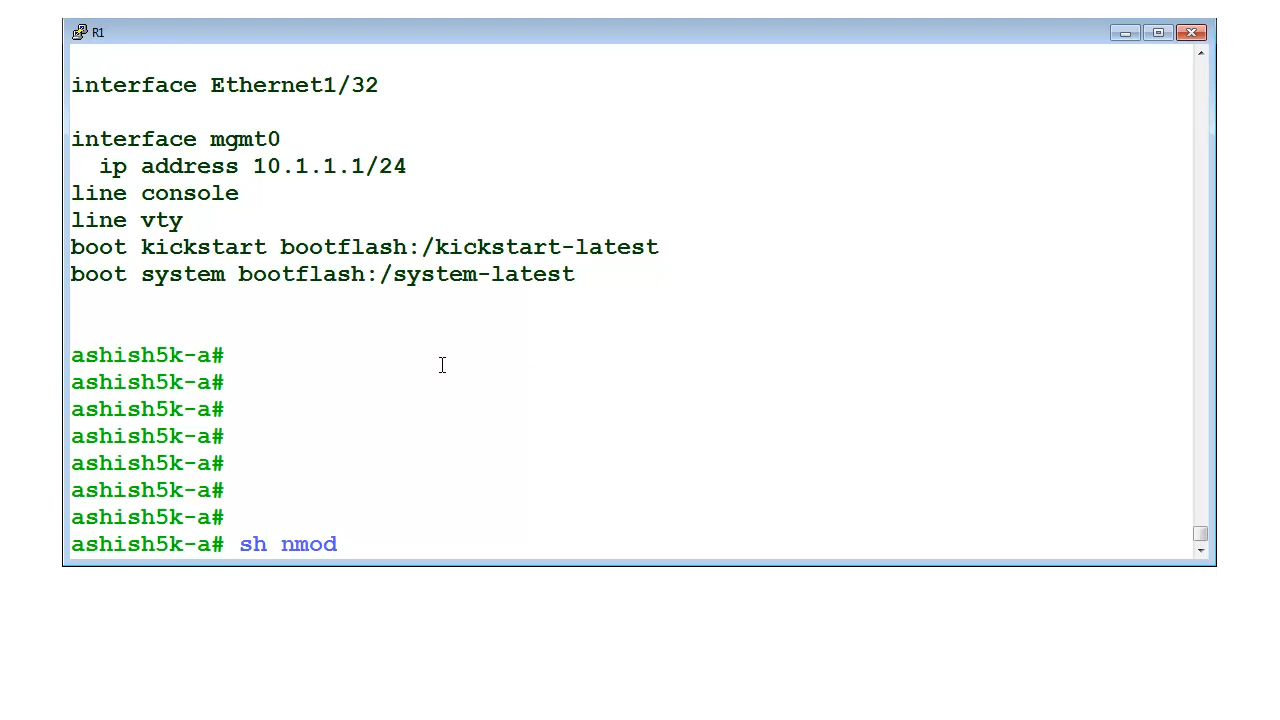 R1
interface Ethernet1/32
interface mgmt0
ip address 10.1.1.1/24
line console
line vty
boot kickstart bootflash:/kickstart-latest
boot system bootflash:/system-latest
ashish5k-a#
ashish5k-a#
ashish5k-a#
ashish5k-a#
ashish5k-a#
ashish5k-a#
ashish5k-a#
ashish5k-a# sh nmod